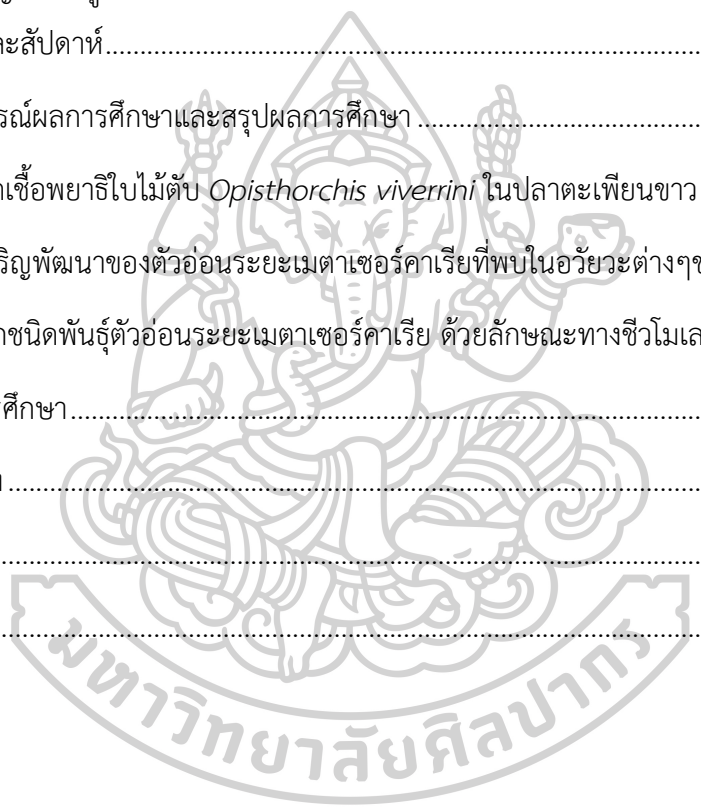 ะสัปดาห์
รณ์ผลการศึกษาและสรุปผลการศึกษา
เชื้อพยาธิใบไม้ตับ Opisthorchis viverrini ในปลาตะเพียนขาว
ริญพัฒนาของตัวอ่อนระยะเมตาเซอร์คาเรียที่พบในอวัยวะต่างๆข
าชนิดพันธุ์ตัวอ่อนระยะเมตาเซอร์คาเรีย ด้วยลักษณะทางชีวโมเล
ศึกษา
มหาวิทยาลัยศิลปากร